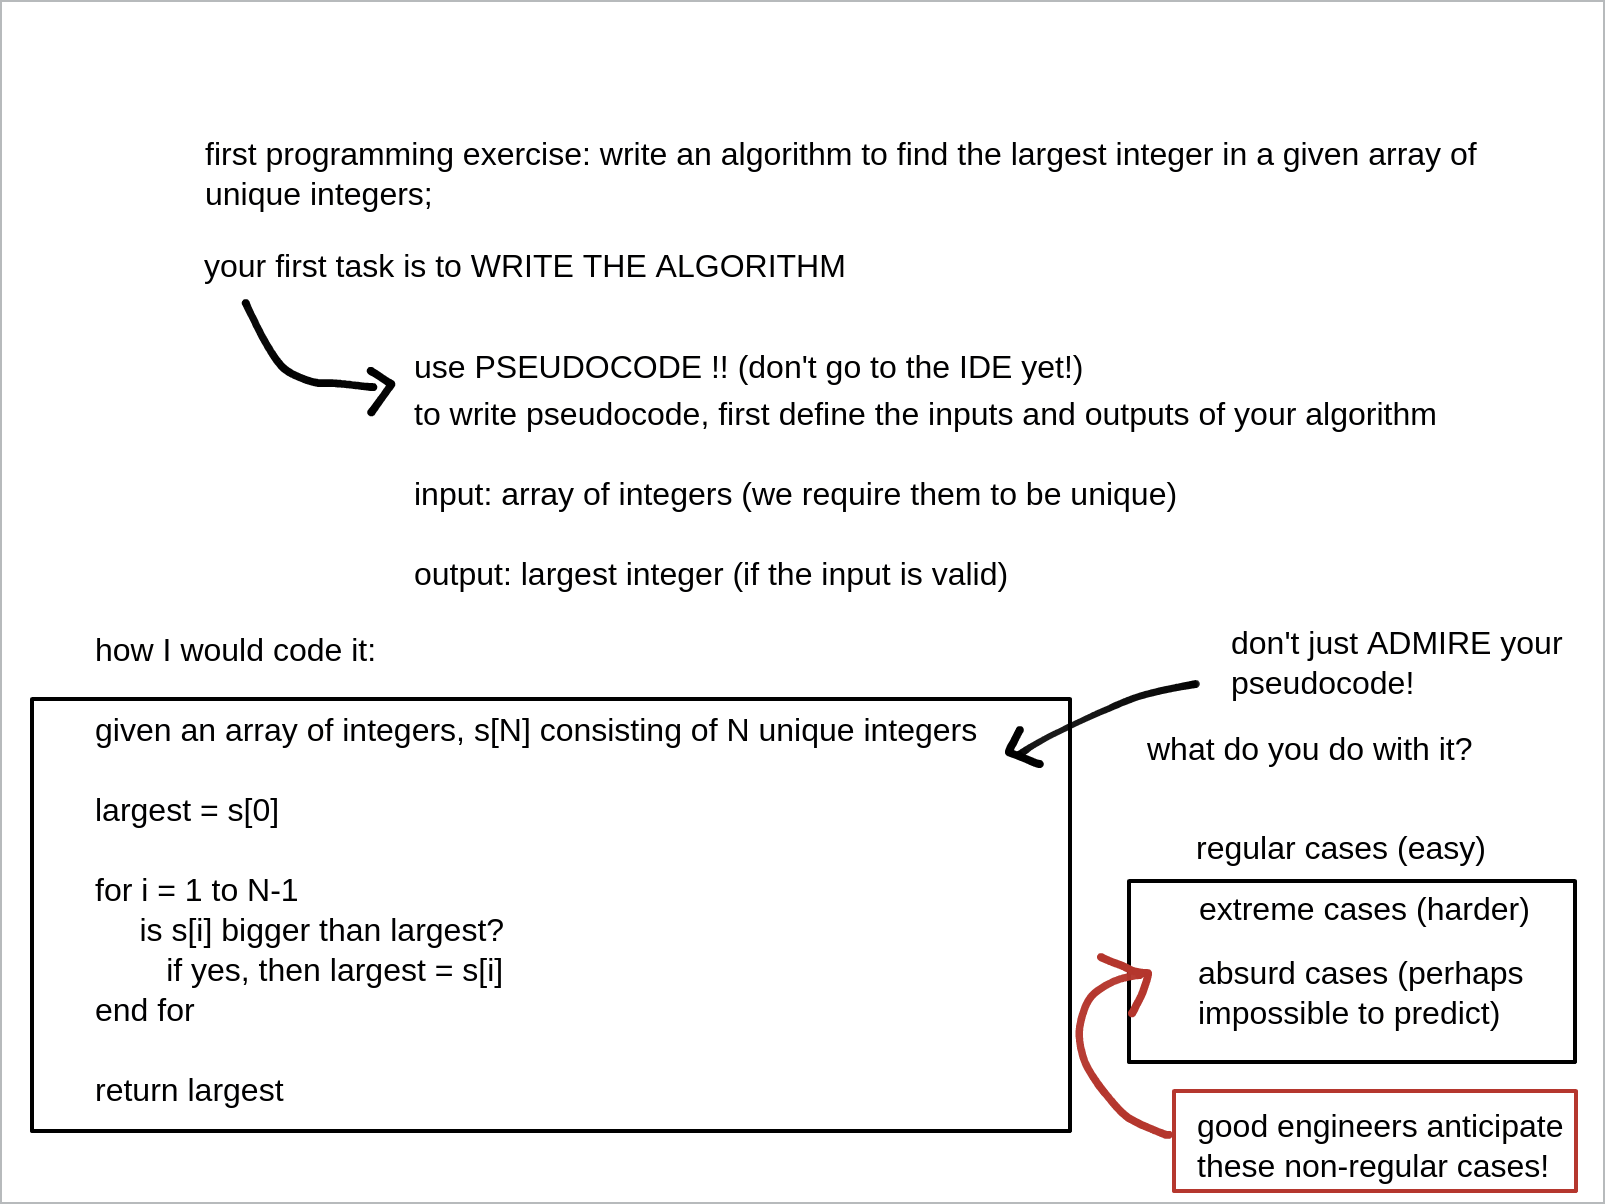 first programming exercise: write an algorithm to find the largest integer in a given array of
unique integers;
your first task is to WRITE THE ALGORITHM
use PSEUDOCODE !! (don't go to the IDE yet!)
to write pseudocode, first define the inputs and outputs of your algorithm
input: array of integers (we require them to be unique)
output: largest integer (if the input is valid)
how I would code it:
given an array of integers, s[N] consisting of N unique integers
largest = s[0]
for i = 1 to N-1
is s[i] bigger than largest?
if yes, then largest = s[i]
end for
return largest
don't just ADMIRE your
pseudocode!
what do you do with it?
regular cases (easy)
extreme cases (harder)
absurd cases (perhaps
impossible to predict)
good engineers anticipate
these non-regular cases!